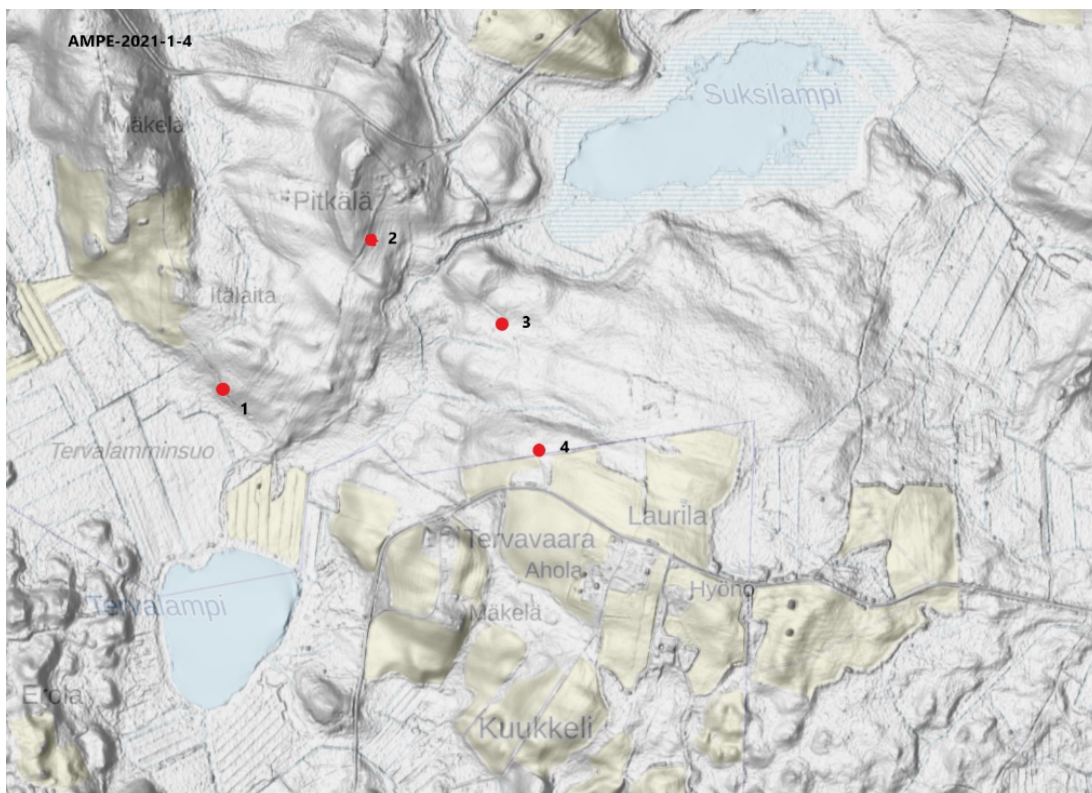 AMPE-2021-1-4
Suksilampi
Mäkelä
Pitkälä
2
Itälaita
3
1
Tervalamminsuo
4
Laurila
Tervavaara
Ahola
Hyöhö
Tervalampi
Mäkelä
Erola
Kuukkeli